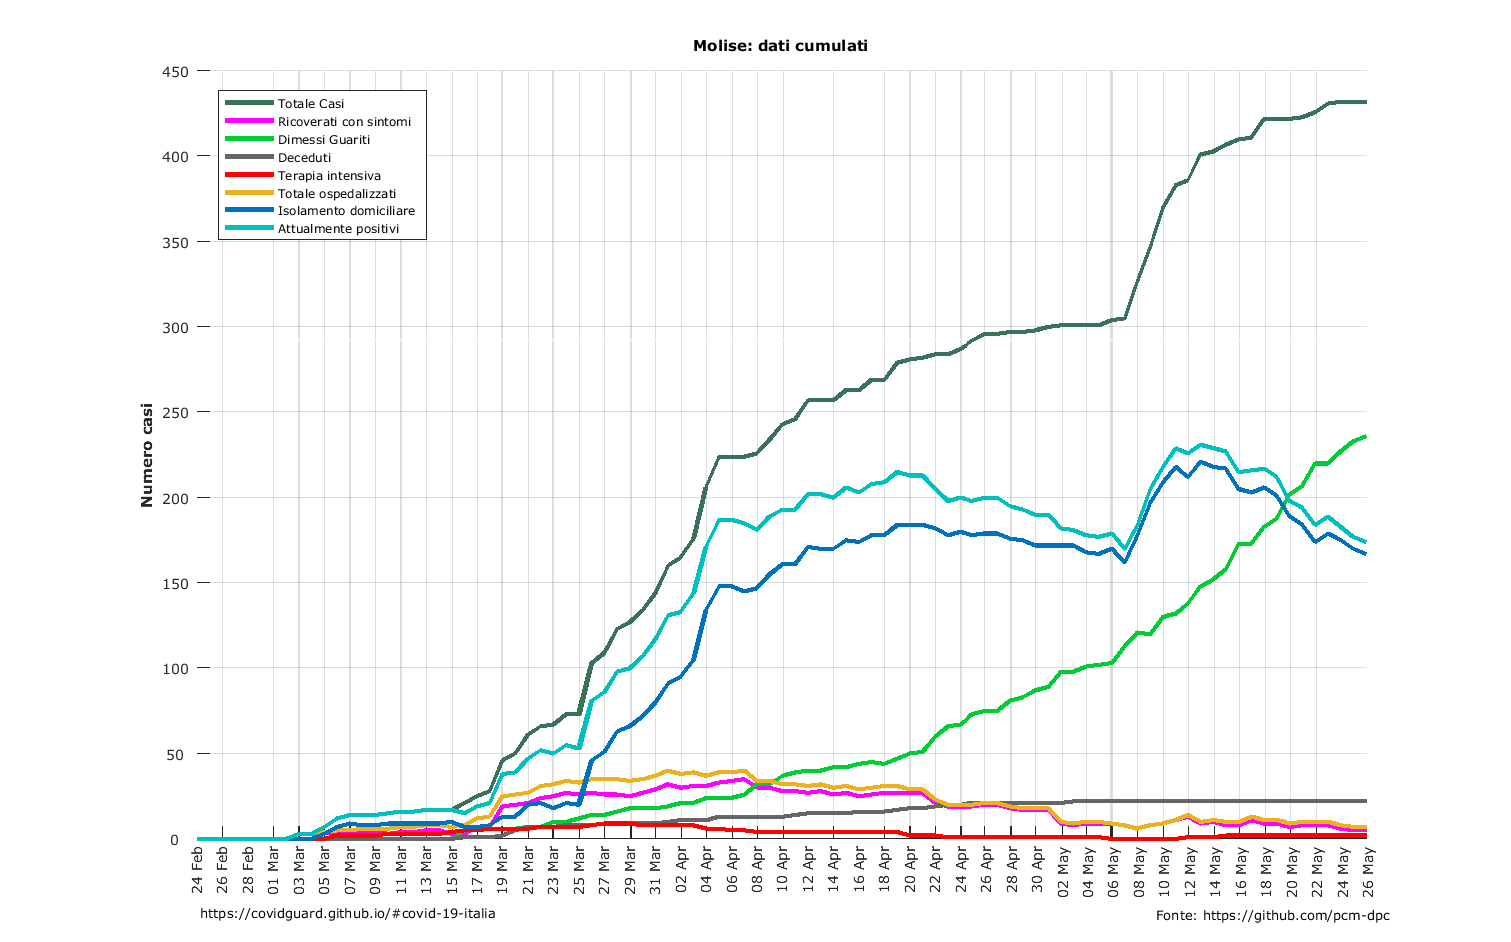 Molise: dati cumulati
450
400
350
300
250
200
150
100
50
0
Numero casi
Totale Casi
Ricoverati con sintomi
Dimessi Guariti
Deceduti
Terapia intensiva
Totale ospedalizzati
Isolamento domiciliare
Attualmente positivi
24 Feb
26 Feb
28 Feb
01 Mar
03 Mar
05 Mar
07 Mar
09 Mar
11 Mar
13 Mar
15 Mar
17 Mar
19 Mar
21 Mar
23 Mar
25 Mar
27 Mar
29 Mar
31 Mar
02 Apr
04 Apr
06 Apr
08 Apr
10 Apr
12 Apr
14 Apr
16 Apr
18 Apr
20 Apr
22 Apr
24 Apr
26 Apr
28 Apr
30 Apr
02 May
04 May
06 May
08 May
10 May
12 May
14 May
16 May
18 May
20 May
22 May
24 May
26 May
https://covidguard.github.io/#covid-19-italia
Fonte: https://github.com/pcm-dpc